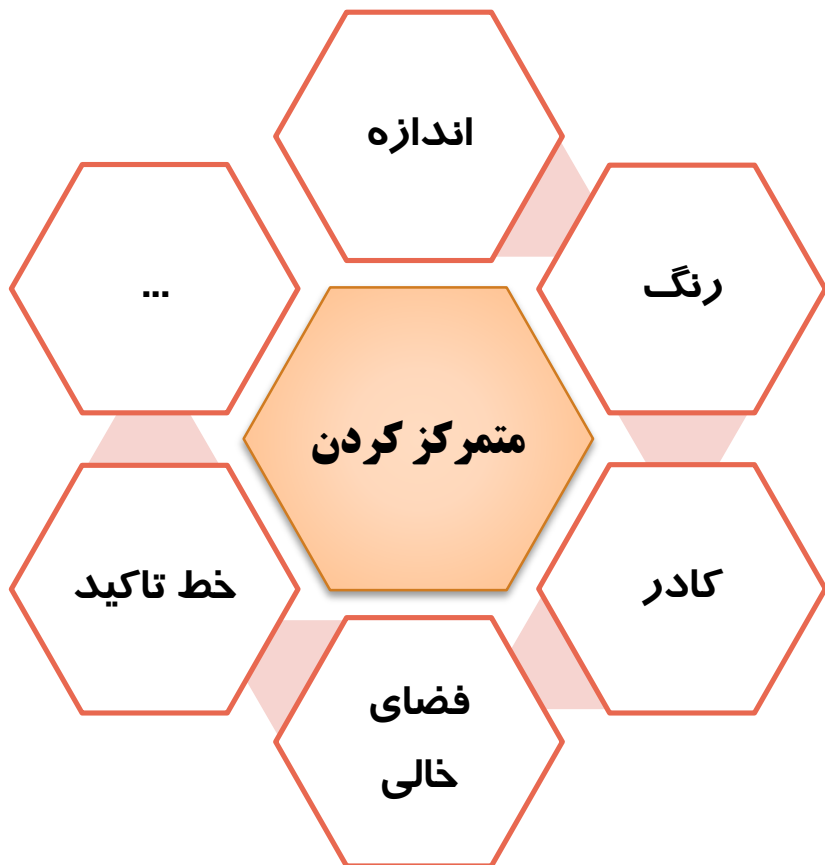 اندازه
رنگ
کادر
فضای
خالی
خط تاکید
...
متمرکز کردن